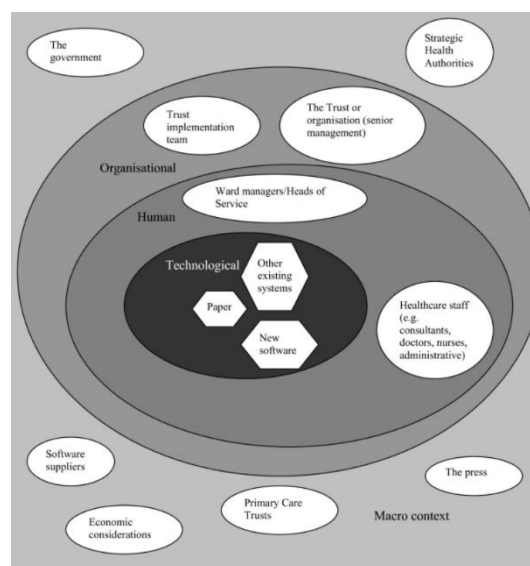 The
government
Strategic
Health
Authorities
Trust
implementation
team
The Trust or
organisation (senior
management)
Organisational
Ward managers/Heads of
Service
Human
Technological
Other
existing
systems
Paper
New
software
Healthcare staff
(e.g.
consultants,
doctors, nurses,
administrative)
Software
suppliers
The press
Primary Care
Trusts
Economic
considerations
Macro context